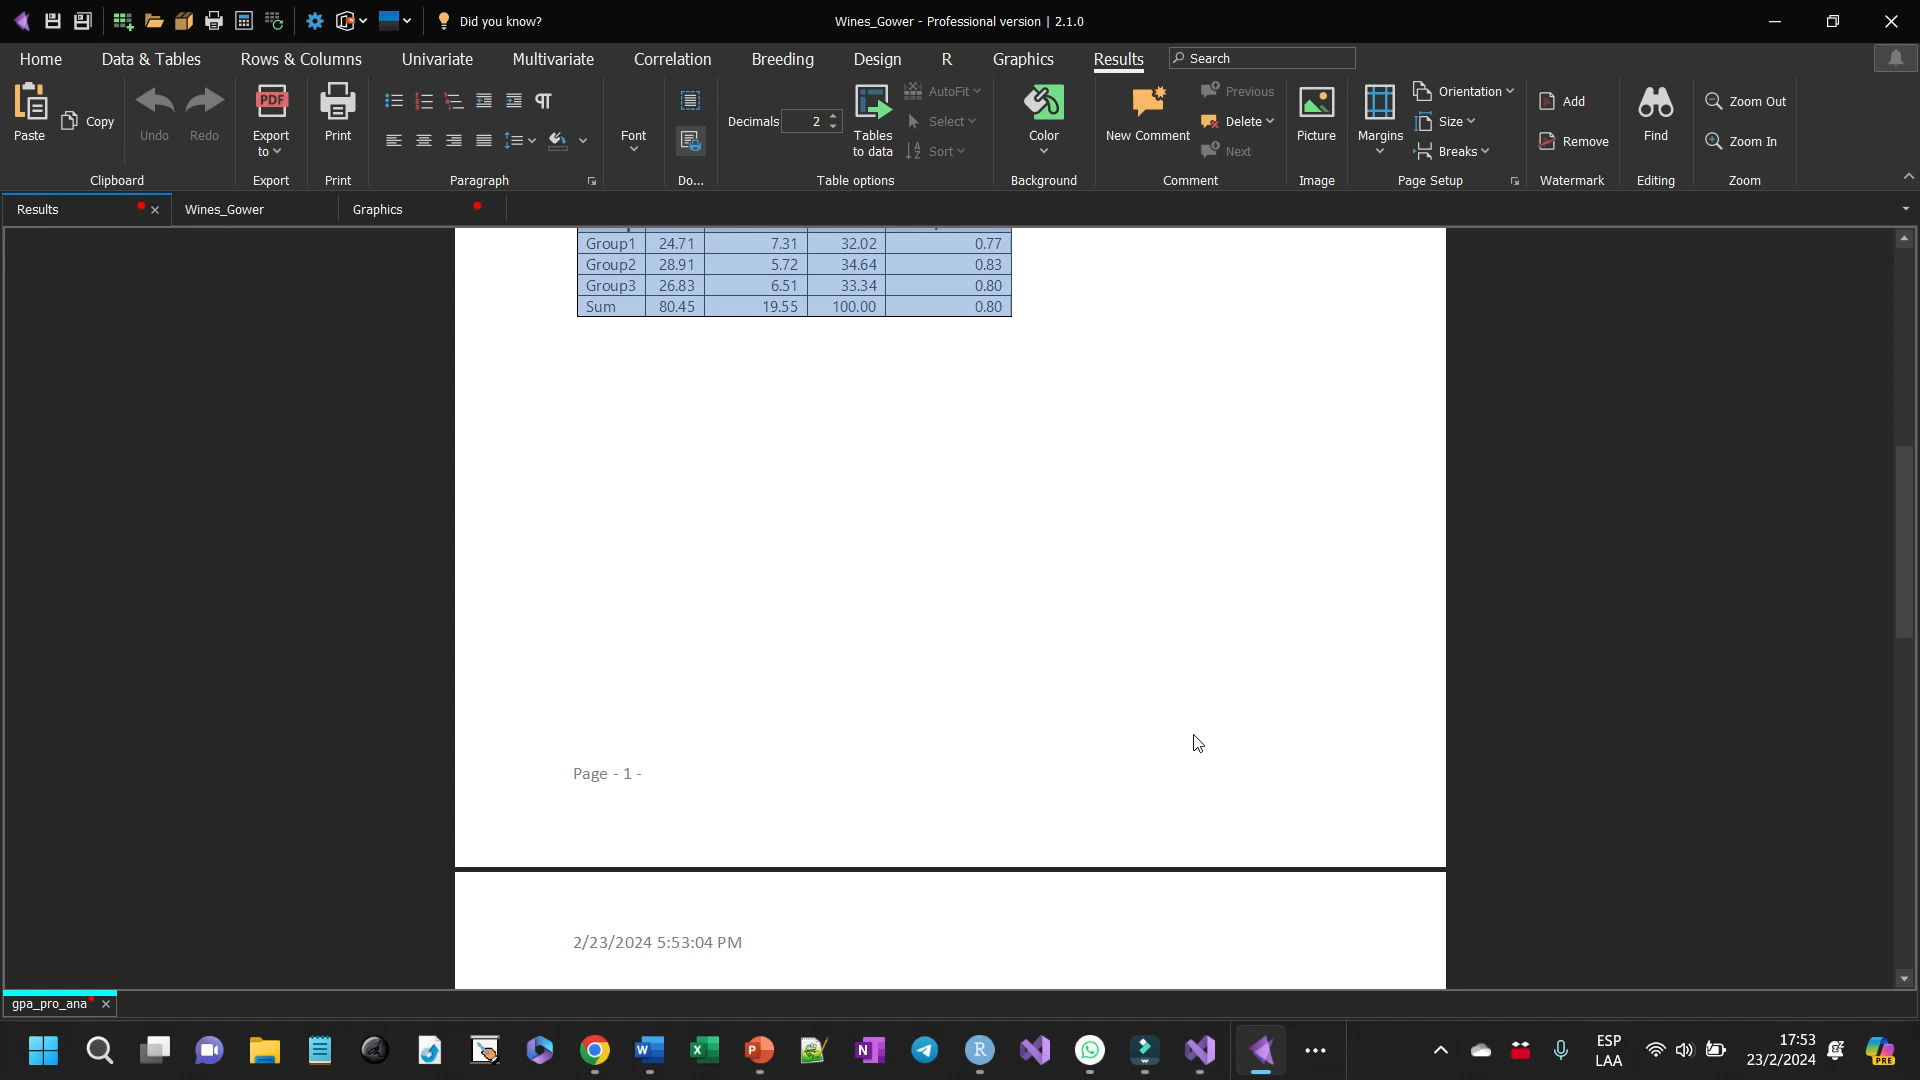 Did you know?
Wines_Gower - Professional version | 2.1.0
Home Data & Tables Rows & Columns Univariate Multivariate Correlation Breeding Design R Graphics Results Search
Paste Copy Undo Redo Export to Print Font Decimals 2 Tables to data AutoFit Select Sort Color New Comment Previous Delete Next Picture Margins Orientation Size Breaks Add Remove Find Zoom Out Zoom In
Clipboard Export Print Paragraph Do... Table options Background Comment Image Page Setup Watermark Editing Zoom
Results Wines_Gower Graphics
Group1 24.71 7.31 32.02 0.77
Group2 28.91 5.72 34.64 0.83
Group3 26.83 6.51 33.34 0.80
Sum 80.45 19.55 100.00 0.80
Page - 1 -
2/23/2024 5:53:04 PM
gpa_pro_ana
ESP
LAA
17:53
23/2/2024
PRE